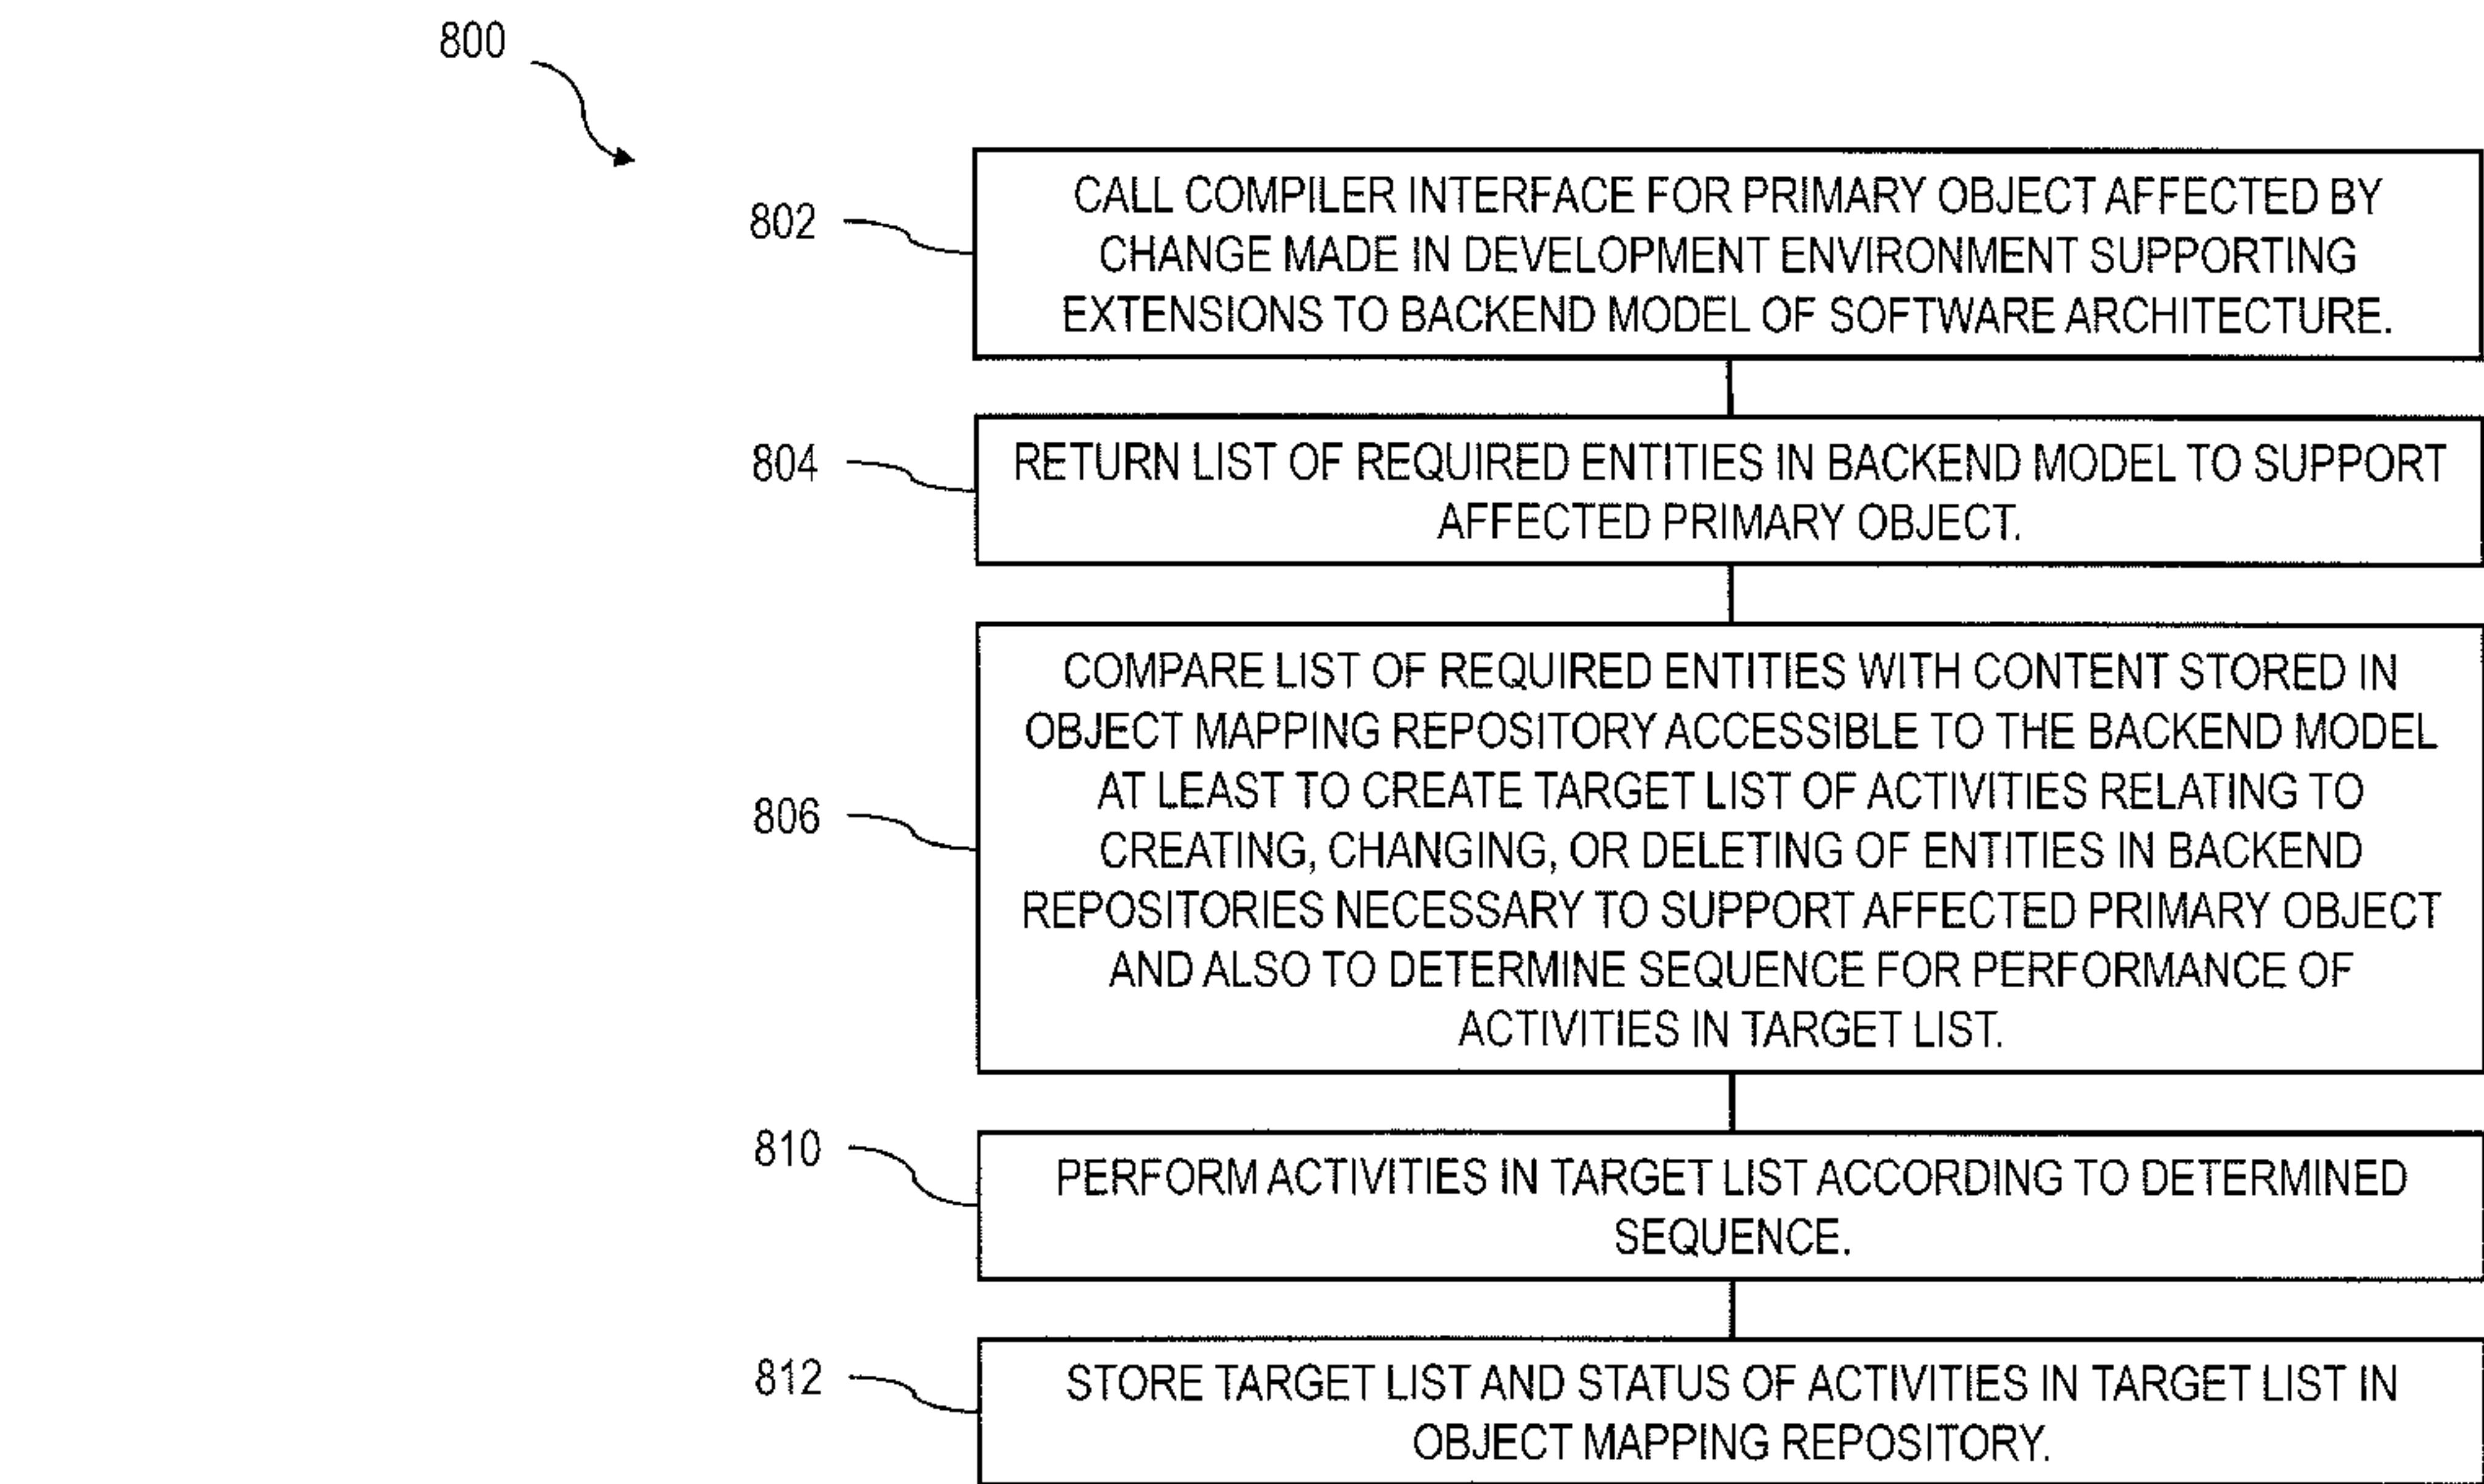 800
802
CALL COMPILER INTERFACE FOR PRIMARY OBJECT AFFECTED BY
CHANGE MADE IN DEVELOPMENT ENVIRONMENT SUPPORTING
EXTENSIONS TO BACKEND MODEL OF SOFTWARE ARCHITECTURE.
804
RETURN LIST OF REQUIRED ENTITIES IN BACKEND MODEL TO SUPPORT
AFFECTED PRIMARY OBJECT.
806
COMPARE LIST OF REQUIRED ENTITIES WITH CONTENT STORED IN
OBJECT MAPPING REPOSITORY ACCESSIBLE TO THE BACKEND MODEL
AT LEAST TO CREATE TARGET LIST OF ACTIVITIES RELATING TO
CREATING, CHANGING, OR DELETING OF ENTITIES IN BACKEND
REPOSITORIES NECESSARY TO SUPPORT AFFECTED PRIMARY OBJECT
AND ALSO TO DETERMINE SEQUENCE FOR PERFORMANCE OF
ACTIVITIES IN TARGET LIST.
810
PERFORM ACTIVITIES IN TARGET LIST ACCORDING TO DETERMINED
SEQUENCE.
812
STORE TARGET LIST AND STATUS OF ACTIVITIES IN TARGET LIST IN
OBJECT MAPPING REPOSITORY.